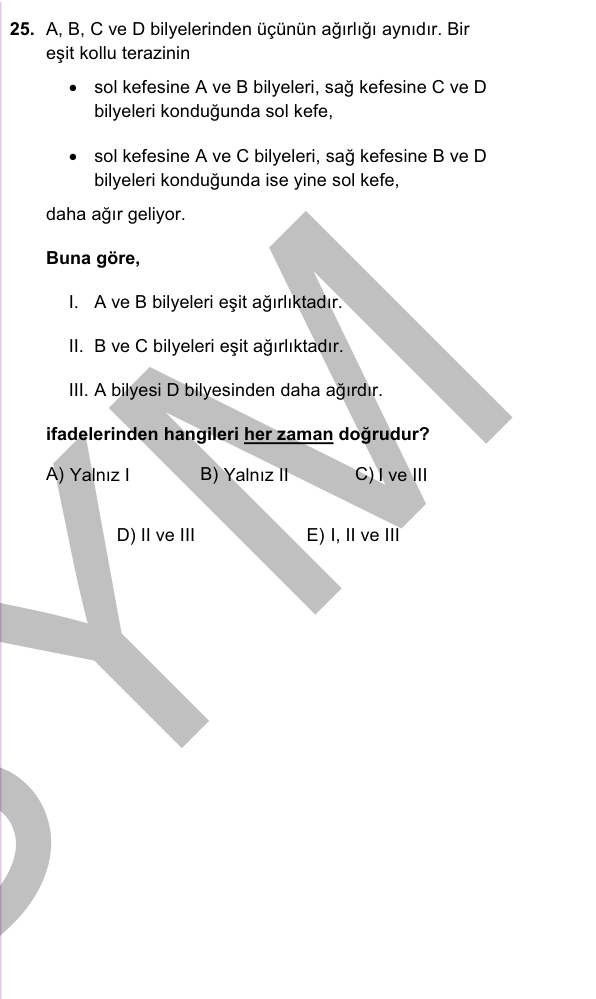 25. A, B, C ve D bilyelerinden üçünün ağırlığı aynıdır. Bir
eşit kollu terazinin
• sol kefesine A ve B bilyeleri, sağ kefesine C ve D
bilyeleri konduğunda sol kefe,
• sol kefesine A ve C bilyeleri, sağ kefesine B ve D
bilyeleri konduğunda ise yine sol kefe,
daha ağır geliyor.
Buna göre,
I. A ve B bilyeleri eşit ağırlıktadır.
II. B ve C bilyeleri eşit ağırlıktadır.
III. A bilyesi D bilyesinden daha ağırdır.
ifadelerinden hangileri her zaman doğrudur?
A) Yalnız I B) Yalnız II C) I ve III
D) II ve III E) I, II ve III
YM